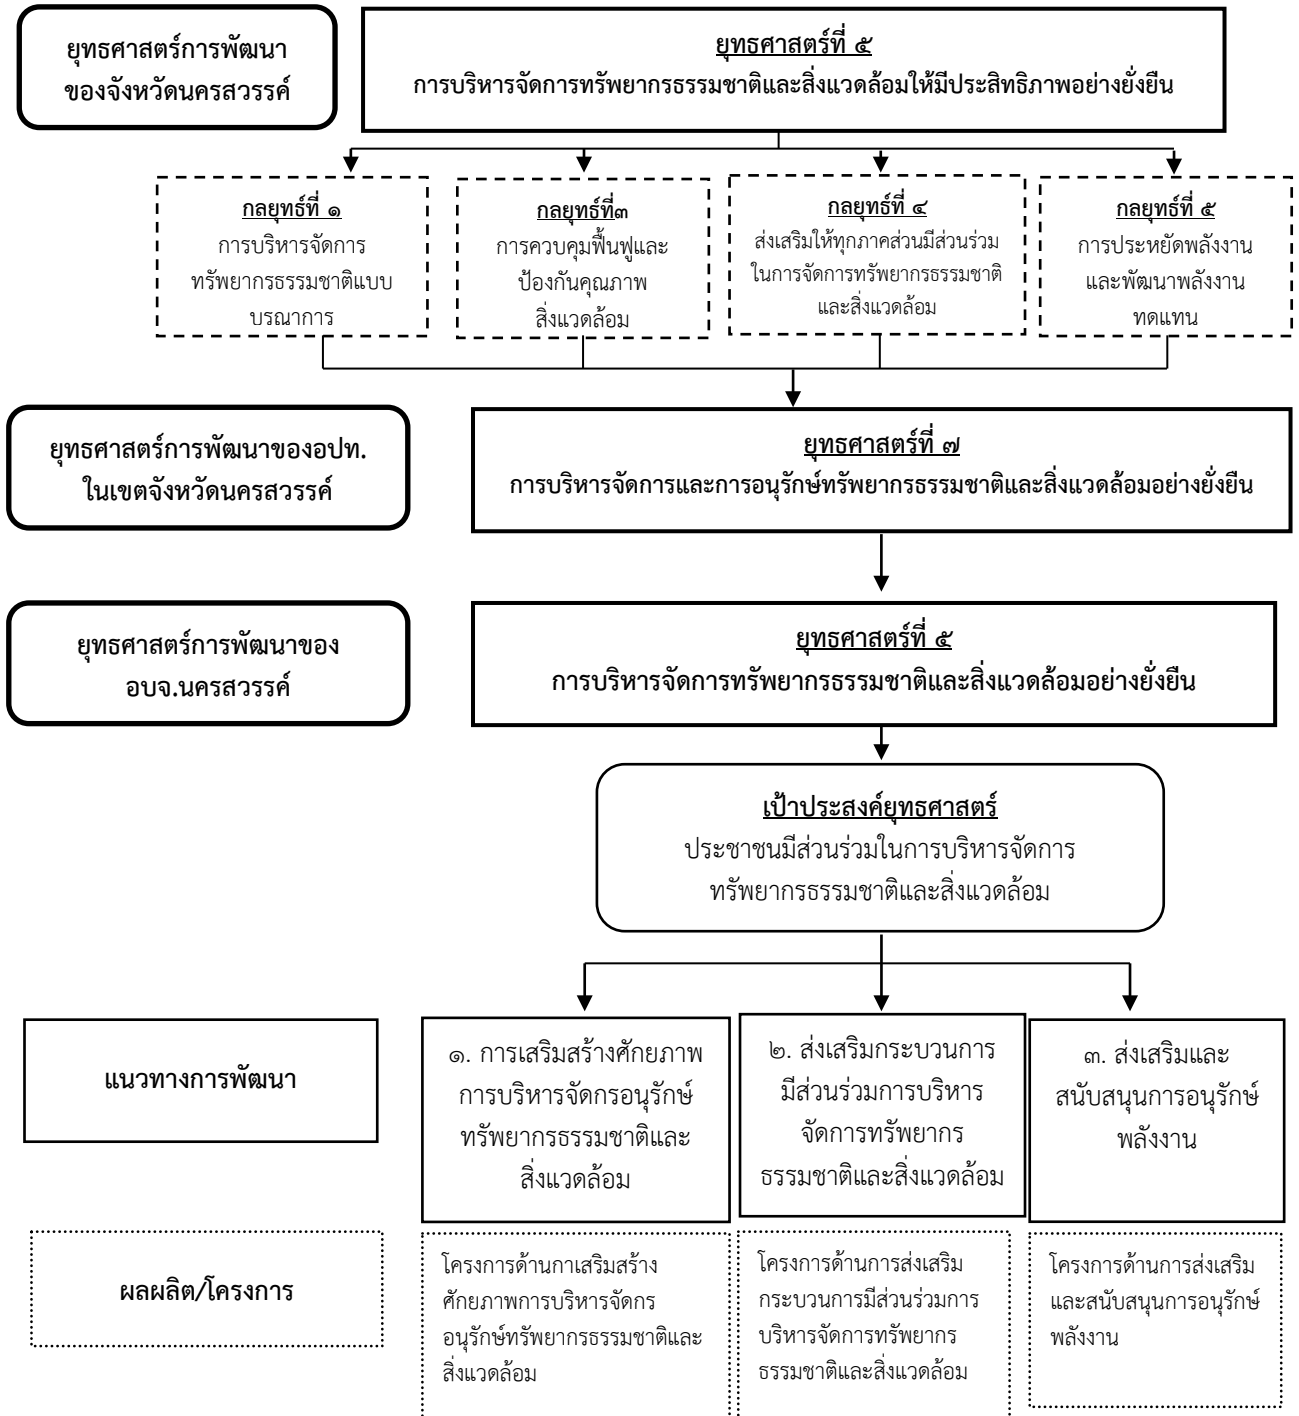 ยุทธศาสตร์การพัฒนา
ของจังหวัดนครสวรรค์
ยุทธศาสตร์ที่ ๕
การบริหารจัดการทรัพยากรธรรมชาติและสิ่งแวดล้อมให้มีประสิทธิภาพอย่างยั่งยืน
กลยุทธ์ที่ ๑
การบริหารจัดการ
ทรัพยากรธรรมชาติแบบ
บรณาการ
กลยุทธ์ที่๓
การควบคุมฟื้นฟูและ
ป้องกันคุณภาพ
สิ่งแวดล้อม
กลยุทธ์ที่ ๔
ส่งเสริมให้ทุกภาคส่วนมีส่วนร่วม
ในการจัดการทรัพยากรธรรมชาติ
และสิ่งแวดล้อม
กลยุทธ์ที่ ๕
การประหยัดพลังงาน
และพัฒนาพลังงาน
ทดแทน
ยุทธศาสตร์การพัฒนาของอปท.
ในเขตจังหวัดนครสวรรค์
ยุทธศาสตร์ที่ ๗
การบริหารจัดการและการอนุรักษ์ทรัพยากรธรรมชาติและสิ่งแวดล้อมอย่างยั่งยืน
ยุทธศาสตร์การพัฒนาของ
อบจ.นครสวรรค์
ยุทธศาสตร์ที่ ๕
การบริหารจัดการทรัพยากรธรรมชาติและสิ่งแวดล้อมอย่างยั่งยืน
เป้าประสงค์ยุทธศาสตร์
ประชาชนมีส่วนร่วมในการบริหารจัดการ
ทรัพยากรธรรมชาติและสิ่งแวดล้อม
แนวทางการพัฒนา
๑. การเสริมสร้างศักยภาพ
การบริหารจัดกรอนุรักษ์
ทรัพยากรธรรมชาติและ
สิ่งแวดล้อม
๒. ส่งเสริมกระบวนการ
มีส่วนร่วมการบริหาร
จัดการทรัพยากร
ธรรมชาติและสิ่งแวดล้อม
๓. ส่งเสริมและ
สนับสนุนการอนุรักษ์
พลังงาน
ผลผลิต/โครงการ
โครงการด้านกาเสริมสร้าง
ศักยภาพการบริหารจัดกร
อนุรักษ์ทรัพยากรธรรมชาติและ
สิ่งแวดล้อม
โครงการด้านการส่งเสริม
กระบวนการมีส่วนร่วมการ
บริหารจัดการทรัพยากร
ธรรมชาติและสิ่งแวดล้อม
โครงการด้านการส่งเสริม
และสนับสนุนการอนุรักษ์
พลังงาน